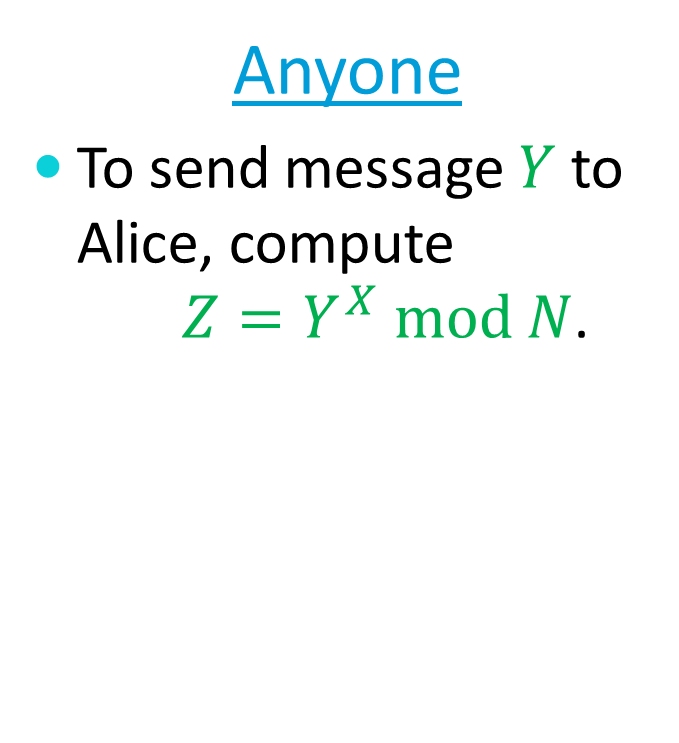 Anyone
• To send message Y to
Alice, compute
Z = Y^X mod N.